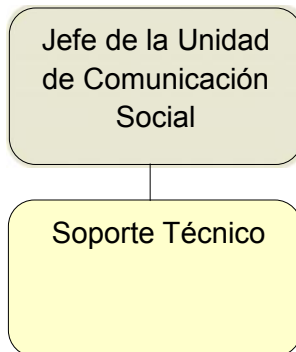 Jefe de la Unidad
de Comunicación
Social
Soporte Técnico